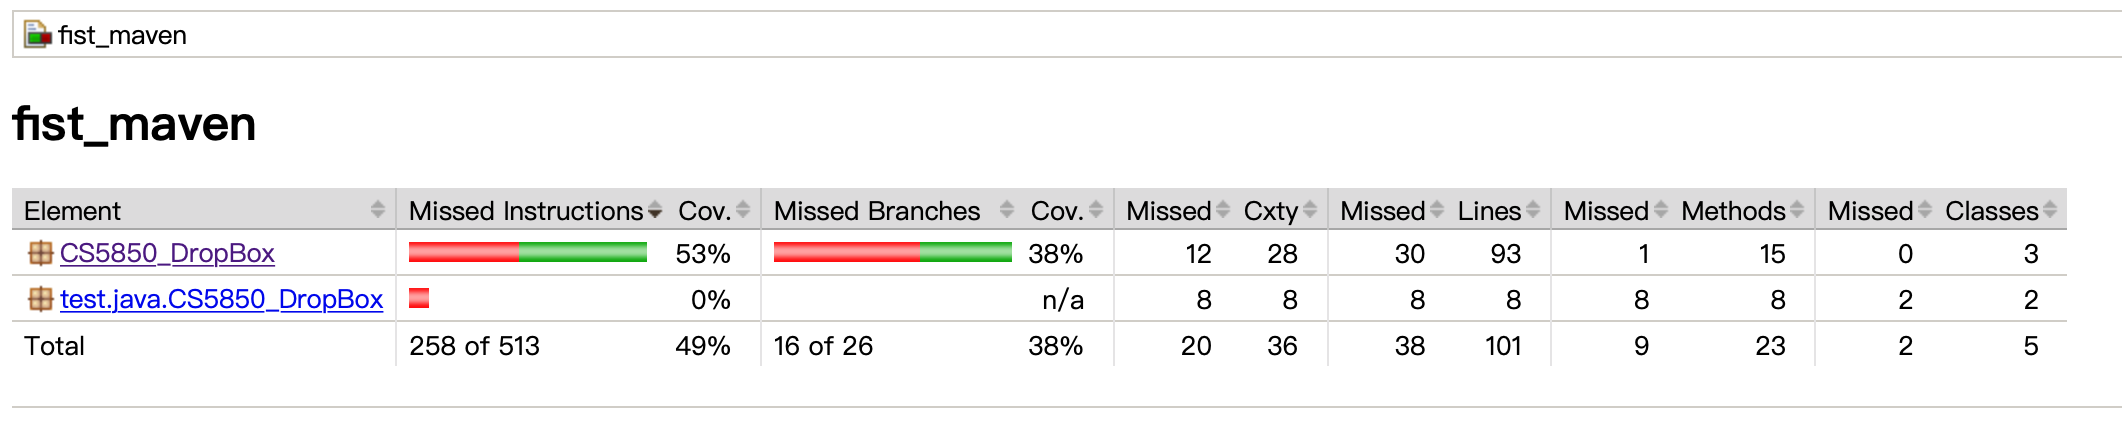 fist_maven
fist_maven
Element Missed Instructions Cov. Missed Branches Cov. Missed Cxty Missed Lines Missed Methods Missed Classes
CS5850_DropBox 53% 38% 12 28 30 93 1 15 0 3
test.java.CS5850_DropBox 0% n/a 8 8 8 8 8 8 2 2
Total 258 of 513 49% 16 of 26 38% 20 36 38 101 9 23 2 5